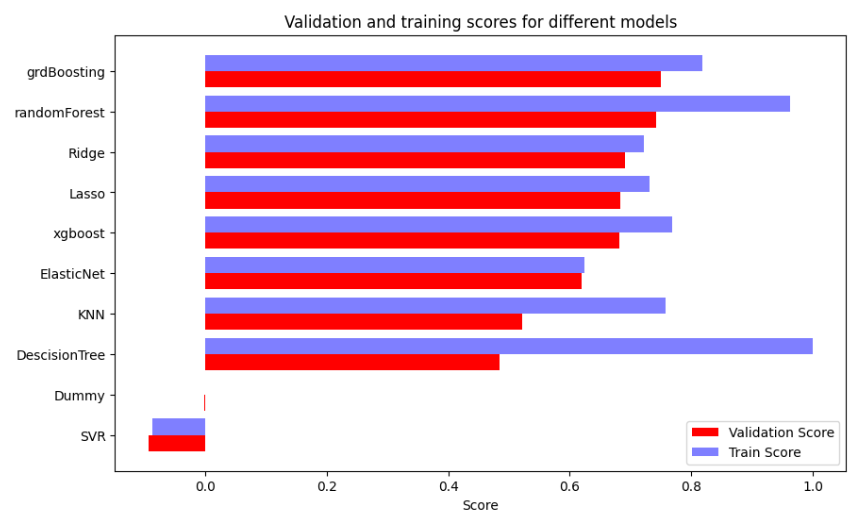 Validation and training scores for different models
grdBoosting
randomForest
Ridge
Lasso
xgboost
ElasticNet
KNN
DescisionTree
Dummy
SVR
Validation Score
Train Score
0.0 0.2 0.4 0.6 0.8 1.0
Score